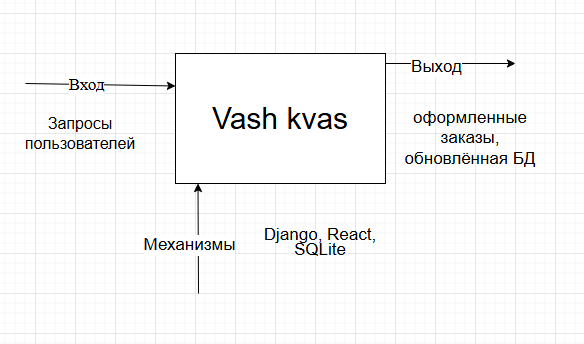 Вход
Выход
Vash kvas
Запросы
пользователей
оформленные
заказы,
обновлённая БД
Механизмы
Django, React,
SQLite